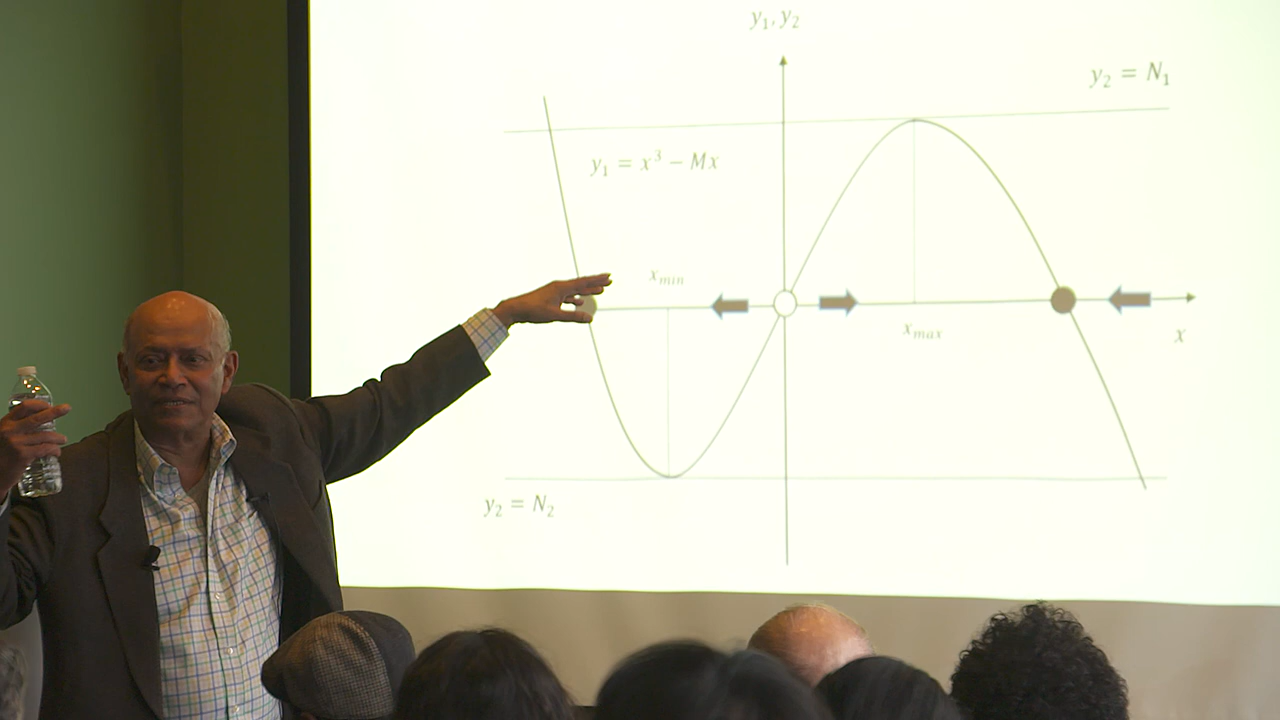 y₁, y₂
y₂ = N₁
y₁ = x³ − Mx
xₘᵢₙ
xₘₐₓ
x
y₂ = N₂